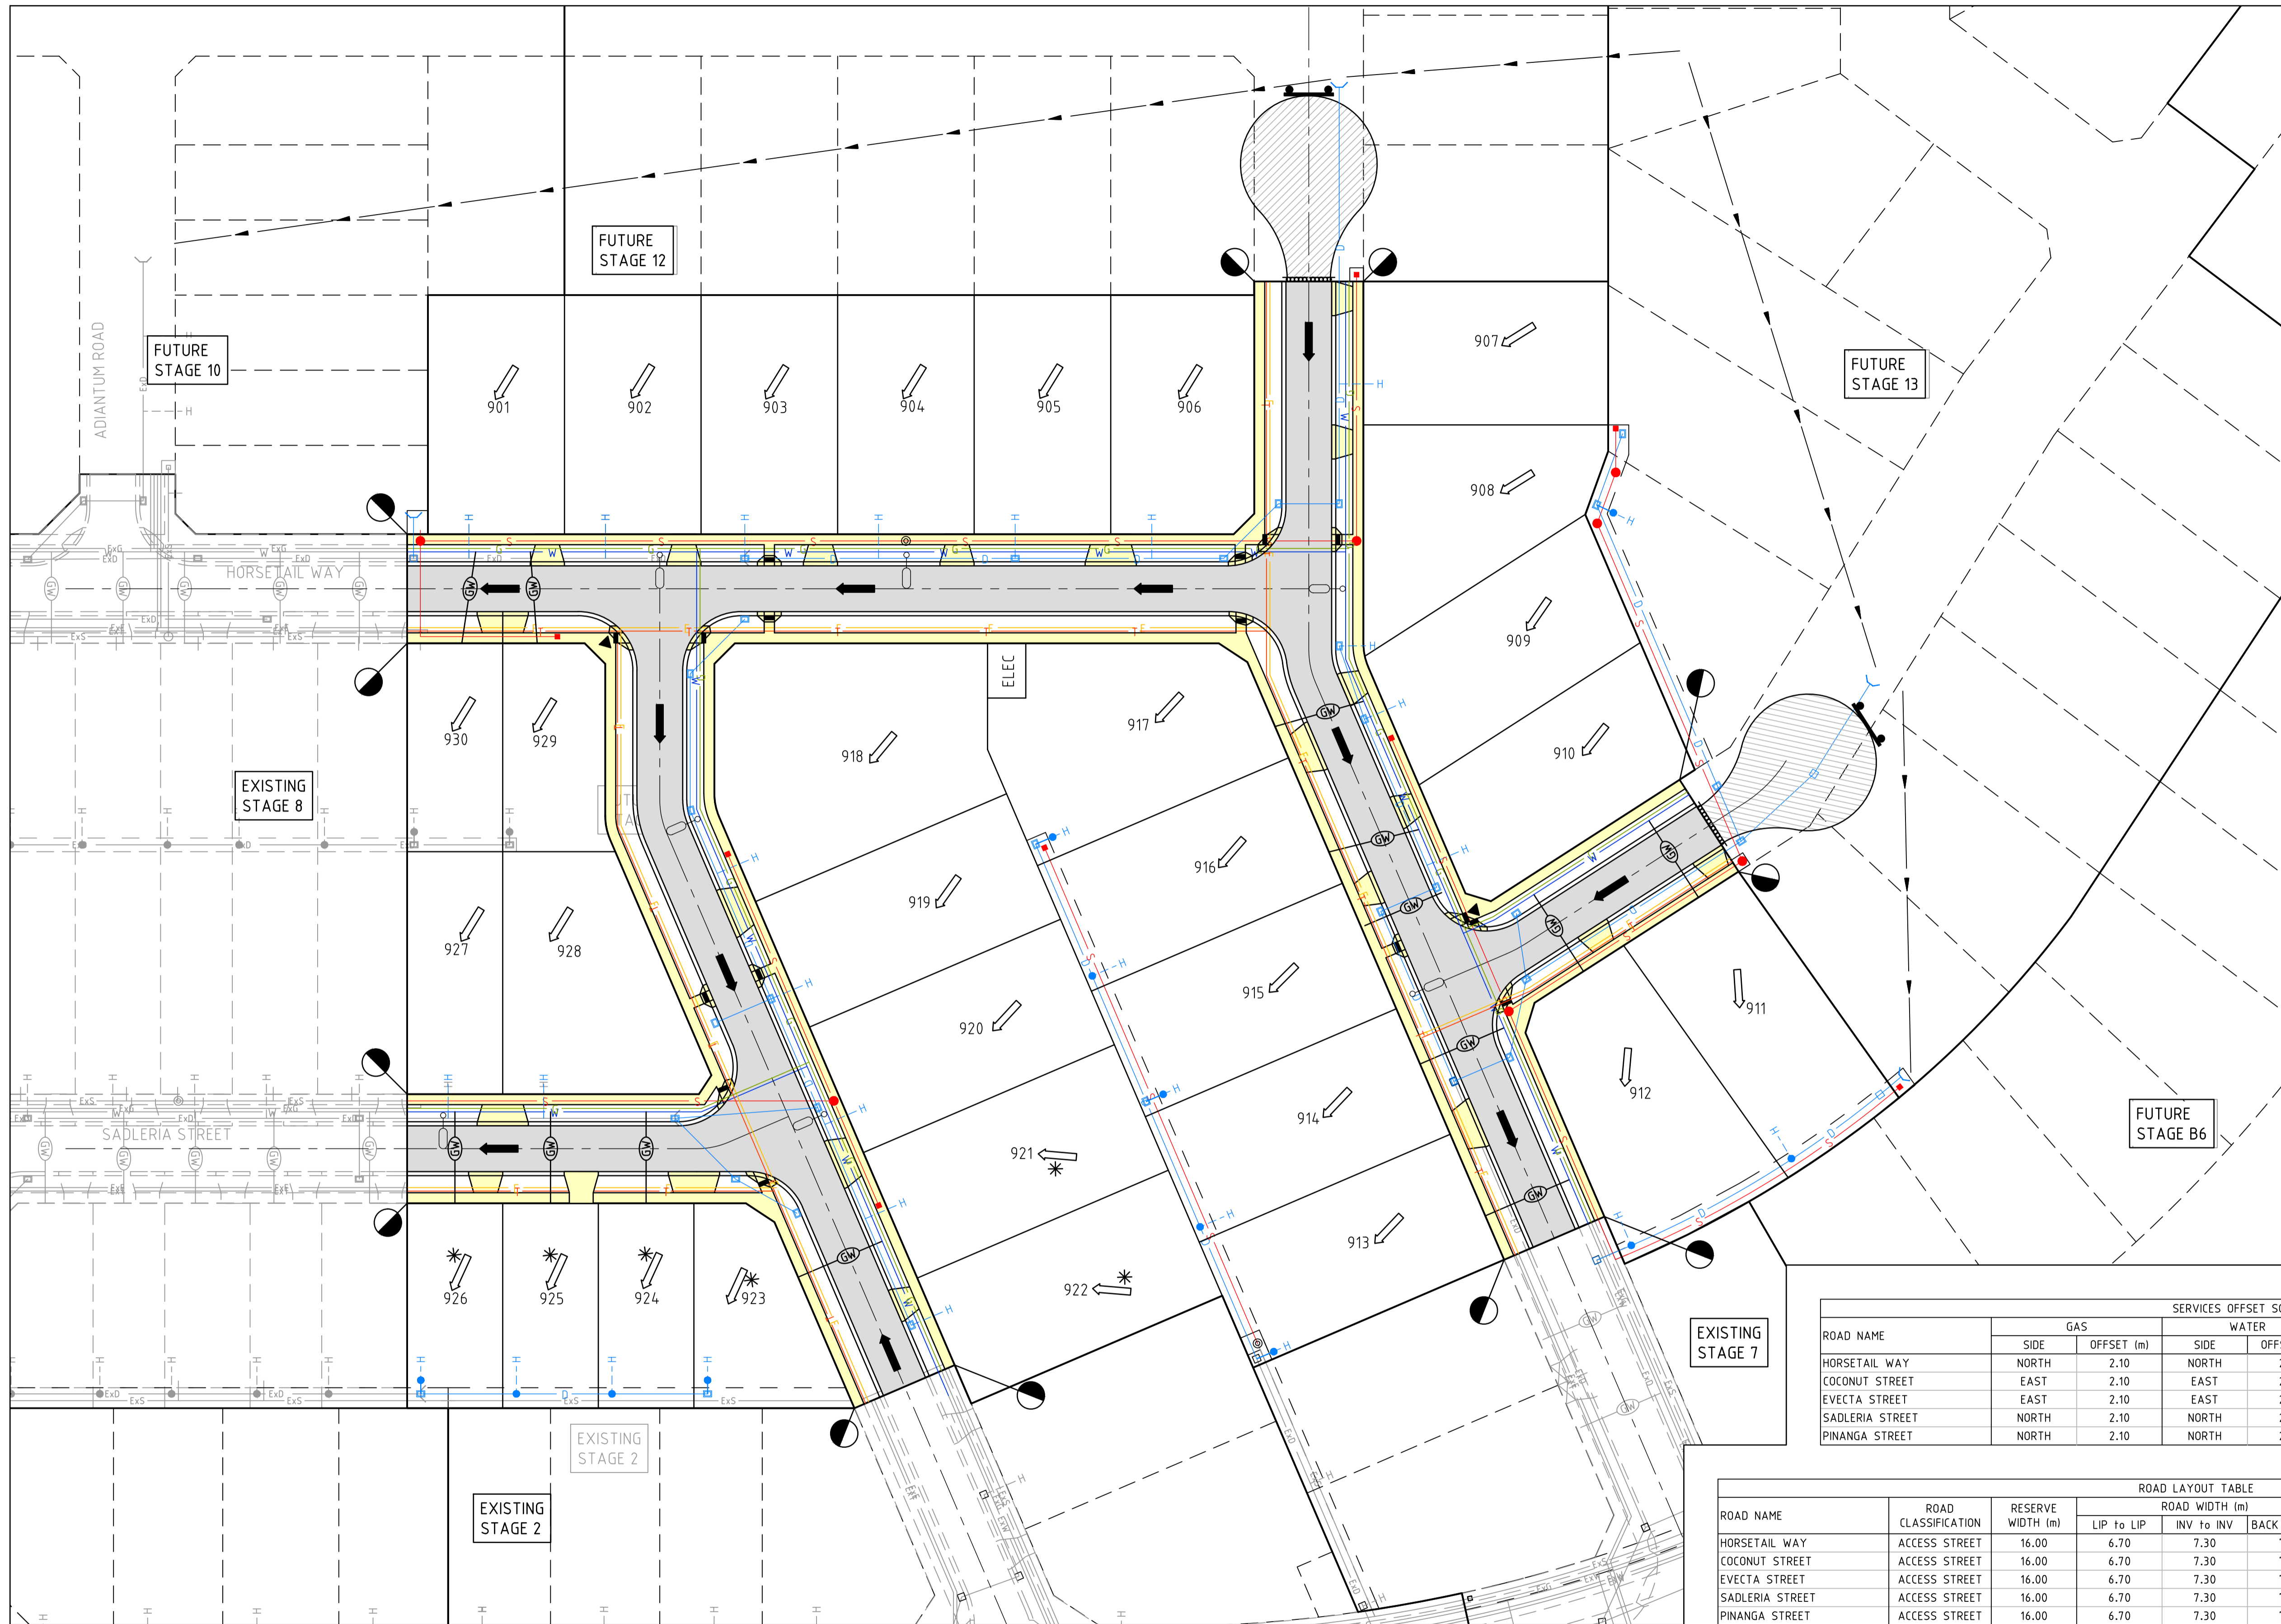 FUTURE
STAGE 12
ADIANTUM ROAD
FUTURE
STAGE 10
FUTURE
STAGE 13
901
902
903
904
905
906
907
908
909
910
HORSETAIL WAY
ELEC
930
929
918
917
EXISTING
STAGE 8
919
916
927
928
920
915
911
912
914
921
SADLERIA STREET
FUTURE
STAGE B6
926
925
924
923
922
913
EXISTING
STAGE 7
EXISTING
STAGE 2
EXISTING
STAGE 2
SERVICES OFFSET
ROAD NAME GAS WATER
SIDE OFFSET (m) SIDE
HORSETAIL WAY NORTH 2.10 NORTH
COCONUT STREET EAST 2.10 EAST
EVECTA STREET EAST 2.10 EAST
SADLERIA STREET NORTH 2.10 NORTH
PINANGA STREET NORTH 2.10 NORTH
ROAD LAYOUT TABLE
ROAD NAME ROAD CLASSIFICATION RESERVE WIDTH (m) ROAD WIDTH (m)
LIP to LIP INV to INV BACK
HORSETAIL WAY ACCESS STREET 16.00 6.70 7.30
COCONUT STREET ACCESS STREET 16.00 6.70 7.30
EVECTA STREET ACCESS STREET 16.00 6.70 7.30
SADLERIA STREET ACCESS STREET 16.00 6.70 7.30
PINANGA STREET ACCESS STREET 16.00 6.70 7.30